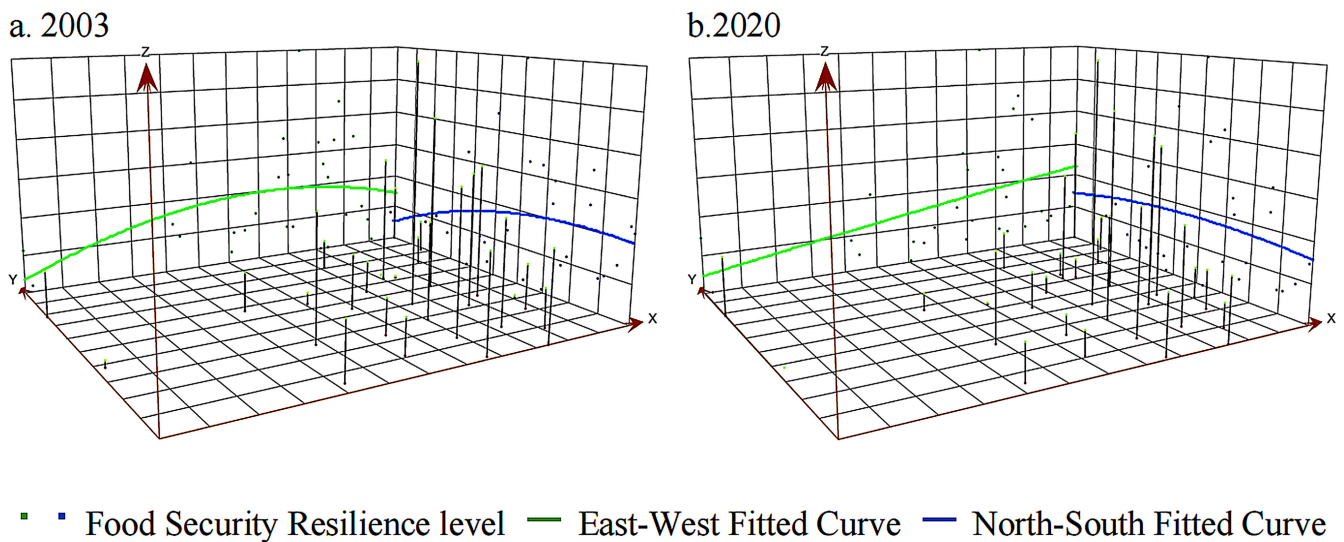 a. 2003
b.2020
Z
Z
Y
X
Y
X
Food Security Resilience level
East-West Fitted Curve
North-South Fitted Curve